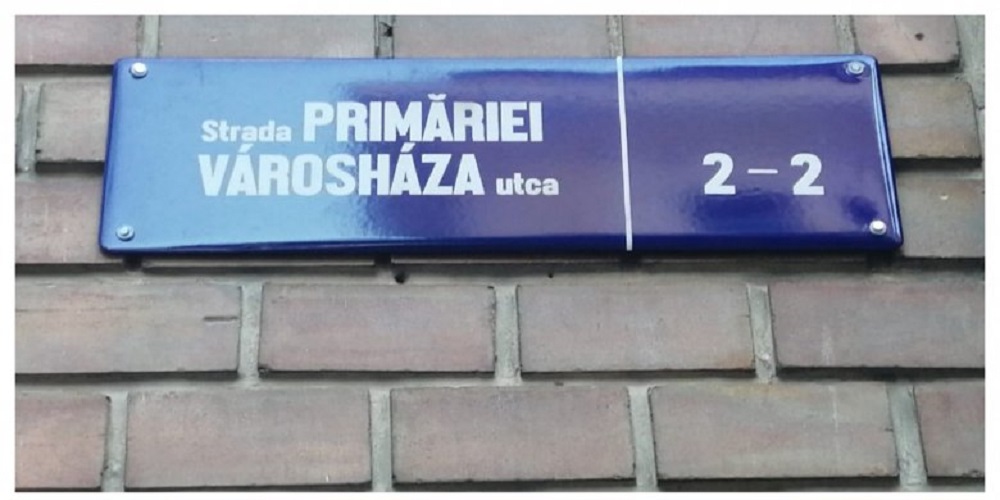 Strada PRIMĂRIEI
VÁROSHÁZA utca
2 – 2